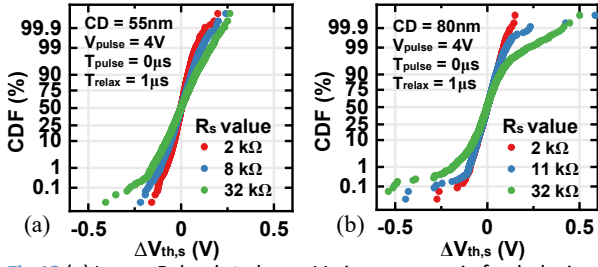 CDF (%)
99.9
99
90
75
50
25
10
1
0.1
CD = 55nm
Vpulse = 4V
Tpulse = 0μs
Trelax = 1μs
Rs value
2 kΩ
8 kΩ
32 kΩ
(a)
-0.5 0 0.5
ΔVth,s (V)
CDF (%)
99.9
99
90
75
50
25
10
1
0.1
CD = 80nm
Vpulse = 4V
Tpulse = 0μs
Trelax = 1μs
Rs value
2 kΩ
11 kΩ
32 kΩ
(b)
-0.5 0 0.5
ΔVth,s (V)